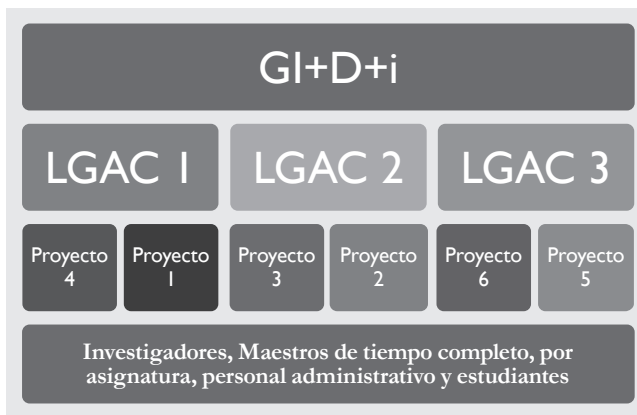 GI+D+i
LGAC 1
LGAC 2
LGAC 3
Proyecto
4
Proyecto
1
Proyecto
3
Proyecto
2
Proyecto
6
Proyecto
5
Investigadores, Maestros de tiempo completo, por
asignatura, personal administrativo y estudiantes